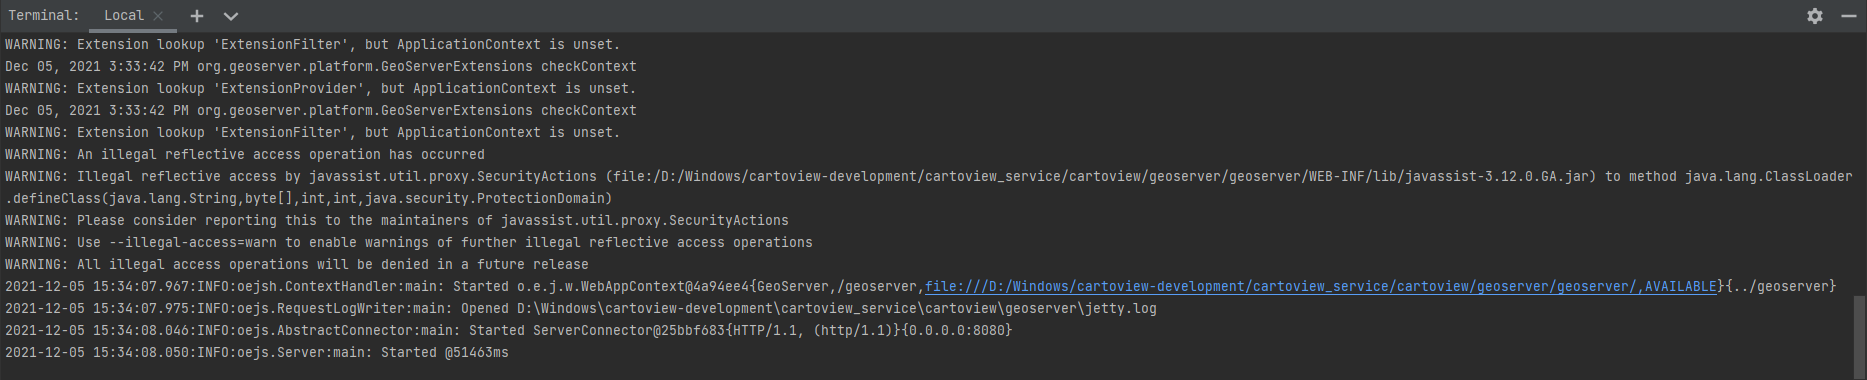 Terminal: Local
WARNING: Extension lookup 'ExtensionFilter', but ApplicationContext is unset.
Dec 05, 2021 3:33:42 PM org.geoserver.platform.GeoServerExtensions checkContext
WARNING: Extension lookup 'ExtensionProvider', but ApplicationContext is unset.
Dec 05, 2021 3:33:42 PM org.geoserver.platform.GeoServerExtensions checkContext
WARNING: Extension lookup 'ExtensionFilter', but ApplicationContext is unset.
WARNING: An illegal reflective access operation has occurred
WARNING: Illegal reflective access by javassist.util.proxy.SecurityActions (file:/D:/Windows/cartoview-development/cartoview_service/cartoview/geoserver/geoserver/WEB-INF/lib/javassist-3.12.0.GA.jar) to method java.lang.ClassLoader
.defineClass(java.lang.String,byte[],int,int,java.security.ProtectionDomain)
WARNING: Please consider reporting this to the maintainers of javassist.util.proxy.SecurityActions
WARNING: Use --illegal-access=warn to enable warnings of further illegal reflective access operations
WARNING: All illegal access operations will be denied in a future release
2021-12-05 15:34:07.967:INFO:oejsh.ContextHandler:main: Started o.e.j.w.WebAppContext@4a94ee4{GeoServer,/geoserver,file:///D:/Windows/cartoview-development/cartoview_service/cartoview/geoserver/geoserver/,AVAILABLE}{../geoserver}
2021-12-05 15:34:07.975:INFO:oejs.RequestLogWriter:main: Opened D:\Windows\cartoview-development\cartoview_service\cartoview\geoserver\jetty.log
2021-12-05 15:34:08.046:INFO:oejs.AbstractConnector:main: Started ServerConnector@25bbf683{HTTP/1.1, (http/1.1)}{0.0.0.0:8080}
2021-12-05 15:34:08.050:INFO:oejs.Server:main: Started @51463ms